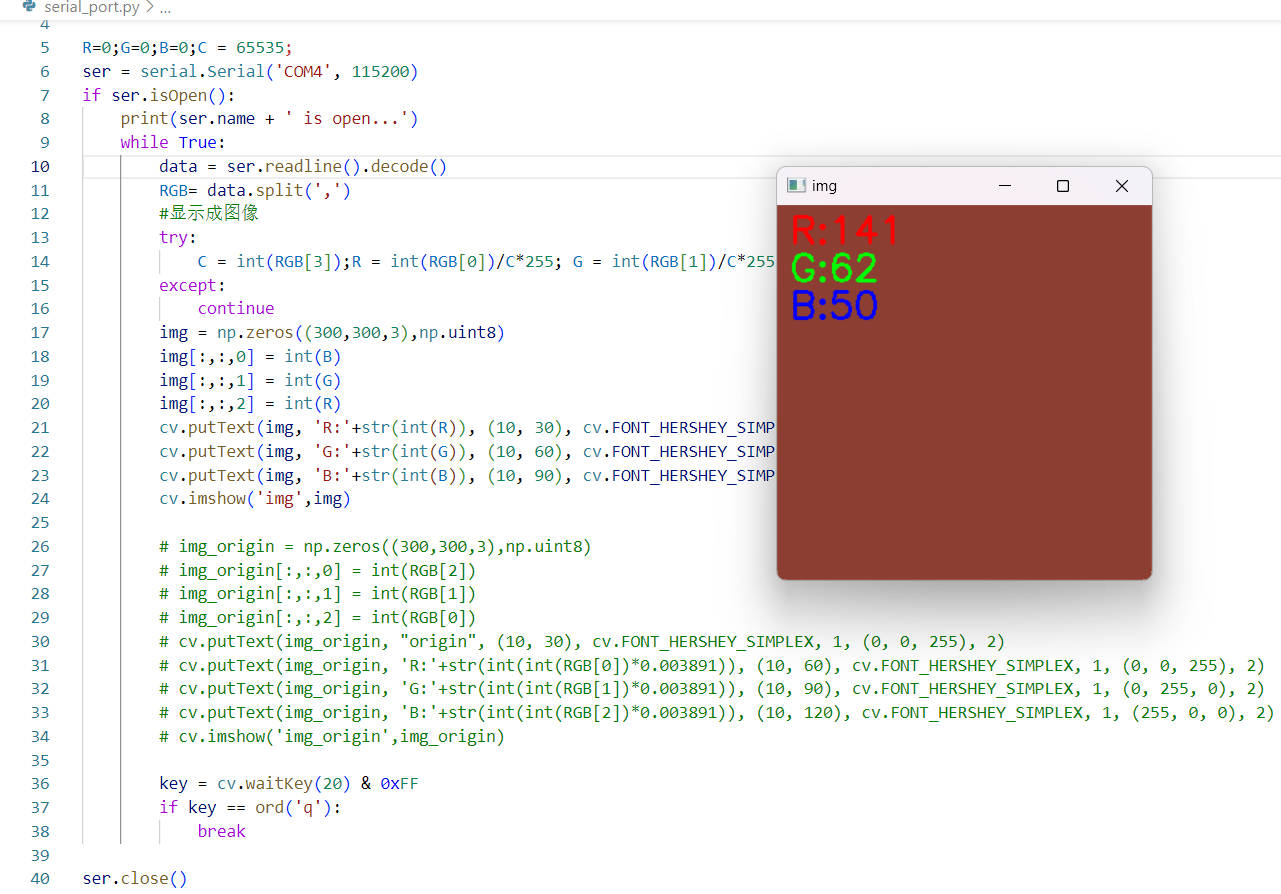 serial_port.py > ...
4
5 R=0;G=0;B=0;C = 65535;
6 ser = serial.Serial('COM4', 115200)
7 if ser.isOpen():
8 print(ser.name + ' is open...')
9 while True:
10 data = ser.readline().decode()
11 RGB= data.split(',')
12 #显示成图像
13 try:
14 C = int(RGB[3]);R = int(RGB[0])/C*255; G = int(RGB[1])/C*255
15 except:
16 continue
17 img = np.zeros((300,300,3),np.uint8)
18 img[:,:,0] = int(B)
19 img[:,:,1] = int(G)
20 img[:,:,2] = int(R)
21 cv.putText(img, 'R:'+str(int(R)), (10, 30), cv.FONT_HERSHEY_SIMP
22 cv.putText(img, 'G:'+str(int(G)), (10, 60), cv.FONT_HERSHEY_SIMP
23 cv.putText(img, 'B:'+str(int(B)), (10, 90), cv.FONT_HERSHEY_SIMP
24 cv.imshow('img',img)
25
26 # img_origin = np.zeros((300,300,3),np.uint8)
27 # img_origin[:,:,0] = int(RGB[2])
28 # img_origin[:,:,1] = int(RGB[1])
29 # img_origin[:,:,2] = int(RGB[0])
30 # cv.putText(img_origin, "origin", (10, 30), cv.FONT_HERSHEY_SIMPLEX, 1, (0, 0, 255), 2)
31 # cv.putText(img_origin, 'R:'+str(int(int(RGB[0])*0.003891)), (10, 60), cv.FONT_HERSHEY_SIMPLEX, 1, (0, 0, 255), 2)
32 # cv.putText(img_origin, 'G:'+str(int(int(RGB[1])*0.003891)), (10, 90), cv.FONT_HERSHEY_SIMPLEX, 1, (0, 255, 0), 2)
33 # cv.putText(img_origin, 'B:'+str(int(int(RGB[2])*0.003891)), (10, 120), cv.FONT_HERSHEY_SIMPLEX, 1, (255, 0, 0), 2)
34 # cv.imshow('img_origin',img_origin)
35
36 key = cv.waitKey(20) & 0xFF
37 if key == ord('q'):
38 break
39
40 ser.close()
img
R:141
G:62
B:50